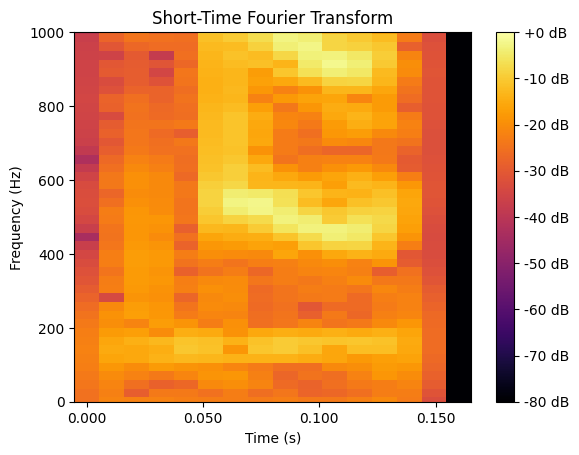 Short-Time Fourier Transform
1000
800
600
400
200
0
Frequency (Hz)
0.000
0.050
0.100
0.150
Time (s)
+0 dB
-10 dB
-20 dB
-30 dB
-40 dB
-50 dB
-60 dB
-70 dB
-80 dB